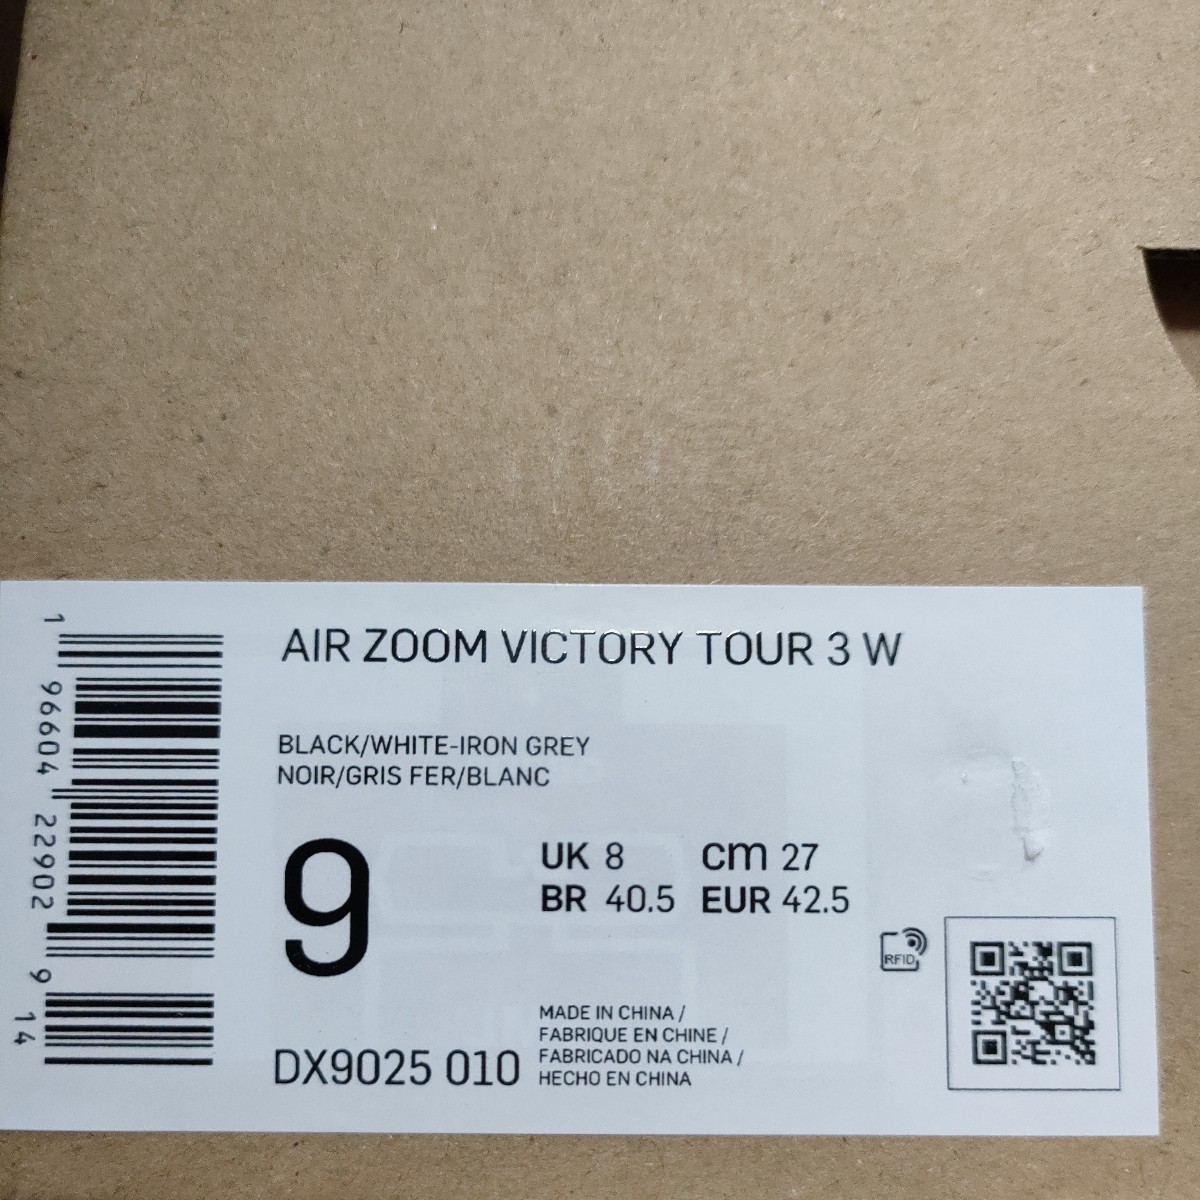 AIR ZOOM VICTORY TOUR 3 W
BLACK/WHITE-IRON GREY
NOIR/GRIS FER/BLANC
9
UK 8 cm 27
BR 40.5 EUR 42.5
RFID
DX9025 010
MADE IN CHINA /
FABRIQUE EN CHINE /
FABRICADO NA CHINA /
HECHO EN CHINA
1 96604 22902 9 14